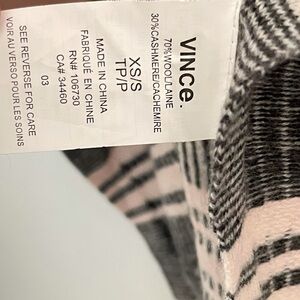 VINCE.
70%WOOL/LAINE
30%CASHMERE/CACHEMIRE
XS/S
TP/P
MADE IN CHINA
FABRIQUÉ EN CHINE
RN# 106730
CA# 34460
03
SEE REVERSE FOR CARE
VOIR AU VERSO POUR LES SOINS